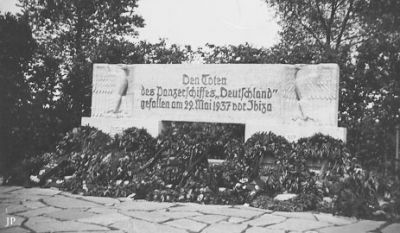 Den Toten
des Panzerschiffes „Deutschland"
gefallen am 29. Mai 1937 vor Ibiza
JP